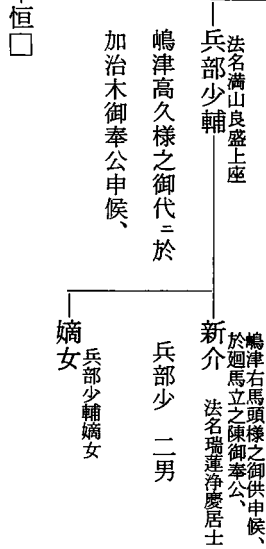 法名満山良盛上座
兵部少輔
嶋津高久様之御代ニ於
加治木御奉公申候、
嶋津右馬頭様之御供申候、
於廻馬立之陳御奉公、
新介　法名瑞蓮浄慶居士
兵部少　二男
嫡女
兵部少輔嫡女
恒□